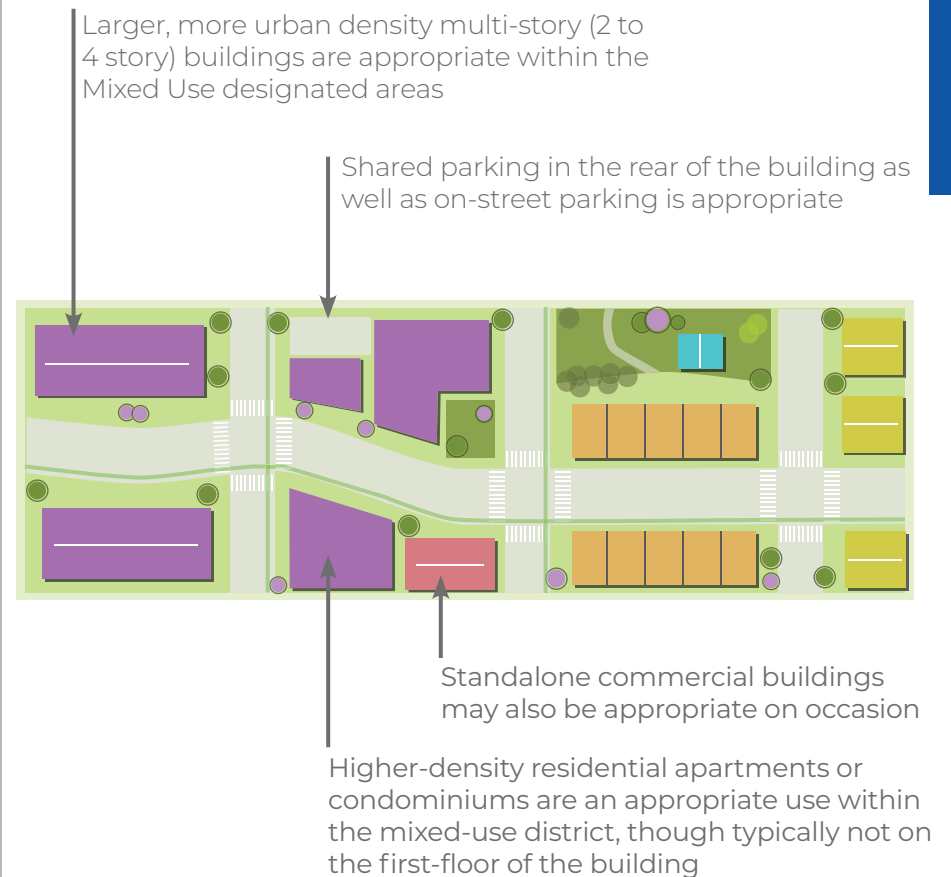 Larger, more urban density multi-story (2 to
4 story) buildings are appropriate within the
Mixed Use designated areas
Shared parking in the rear of the building as
well as on-street parking is appropriate
Standalone commercial buildings
may also be appropriate on occasion
Higher-density residential apartments or
condominiums are an appropriate use within
the mixed-use district, though typically not on
the first-floor of the building